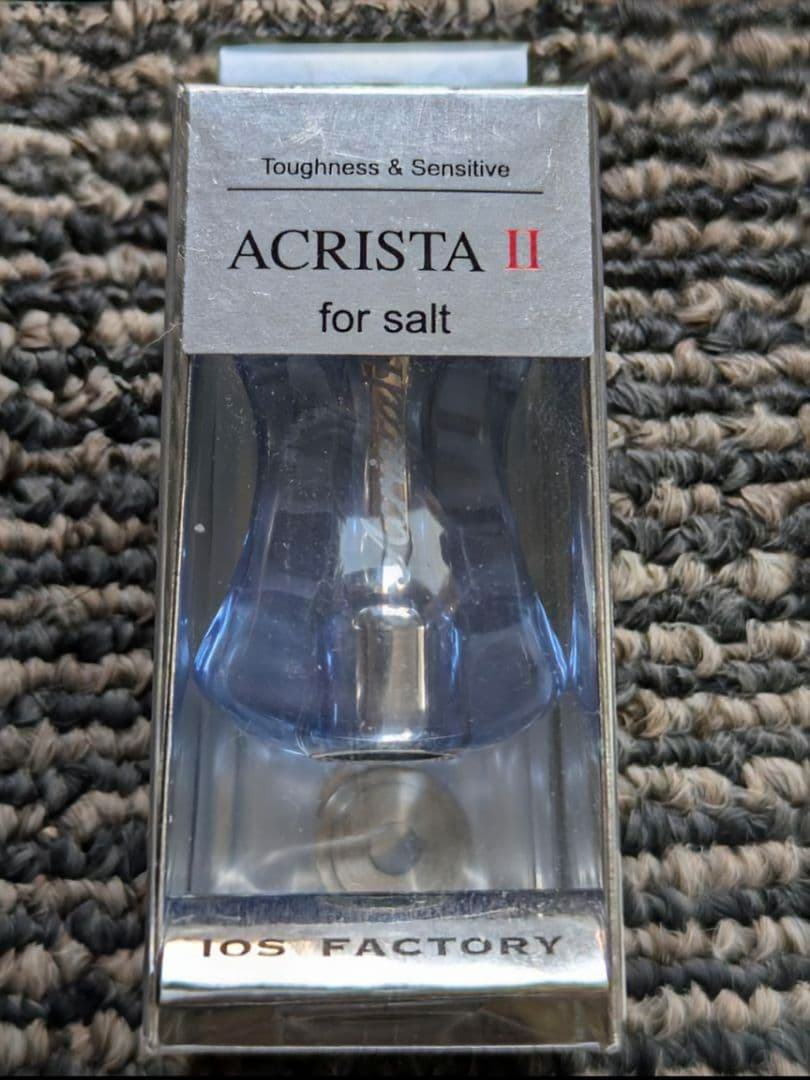 Toughness & Sensitive
ACRISTA II
for salt
IOS FACTORY